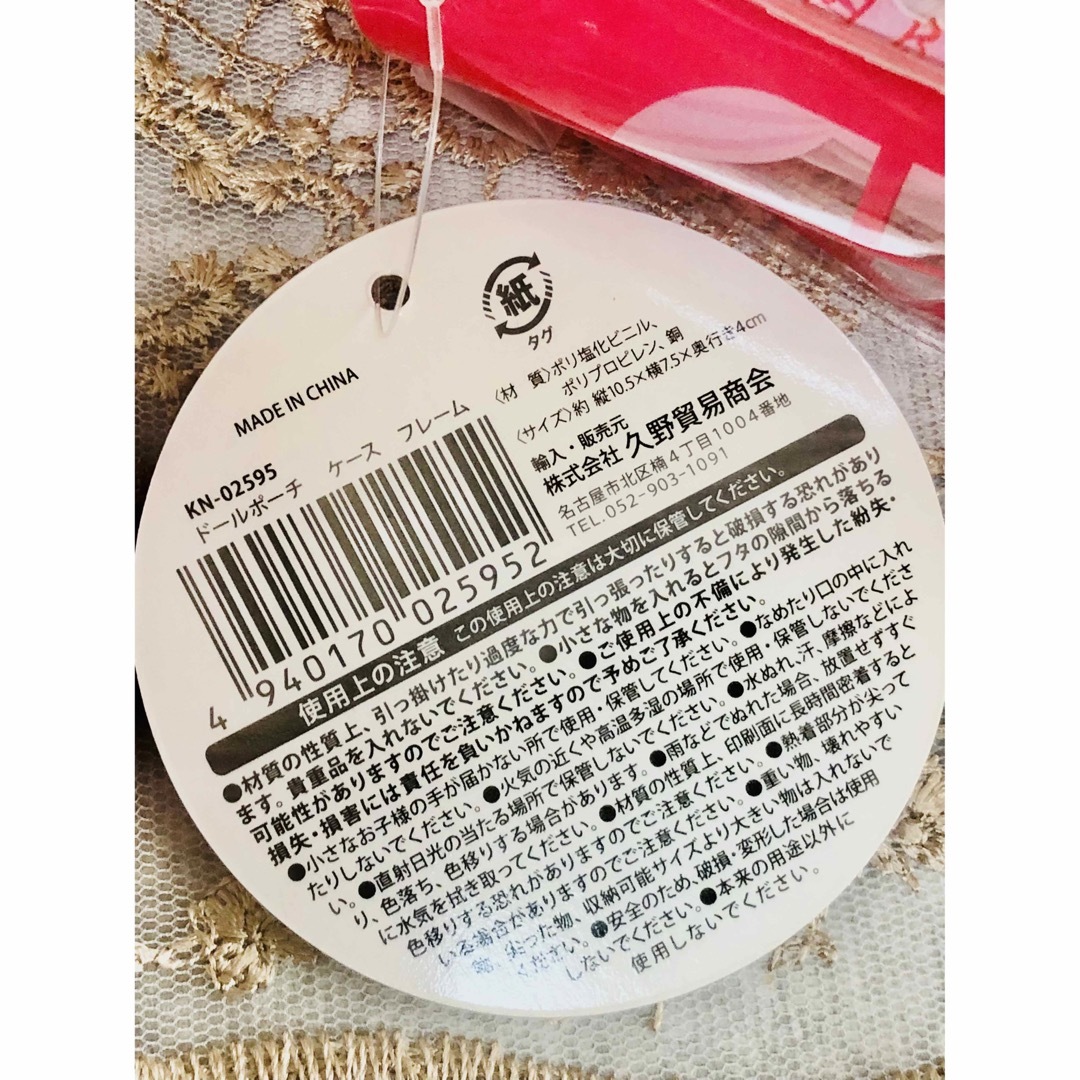 紙
タグ
MADE IN CHINA
〈材　質〉ポリ塩化ビニル、
ポリプロピレン、銅
〈サイズ〉約 縦10.5×横7.5×奥行き4cm
輸入・販売元
株式会社 久野貿易商会
名古屋市北区楠4丁目1004番地
TEL.052-903-1091
KN-02595
ドールポーチ　ケース　フレーム
4 940170 025952
使用上の注意 この使用上の注意は大切に保管してください。
●材質の性質上、引っ掛けたり過度な力で引っ張ったりすると破損する恐れがあり
ます。貴重品を入れないでください。●小さな物を入れるとフタの隙間から落ちる
可能性がありますのでご注意ください。●ご使用上の不備により発生した紛失・
損失・損害には責任を負いかねますので予めご了承ください。
●小さなお子様の手が届かない所で使用・保管してください。●なめたり口の中に入れ
たりしないでください。●火気の近くや高温多湿の場所で使用・保管しないでくださ
い。●直射日光の当たる場所で保管しないでください。●水ぬれ、汗、摩擦などによ
り、色落ち、色移りする場合があります。●雨などでぬれた場合、放置せずすぐ
に水気を拭き取ってください。●材質の性質上、印刷面に長時間密着すると
色移りする恐れがありますのでご注意ください。●熱着部分が尖って
いる場合がありますのでご注意ください。●重い物、壊れやすい
物、尖った物、収納可能サイズより大きい物は入れないで
ください。●安全のため、破損・変形した場合は使用
しないでください。●本来の用途以外に
使用しないでください。